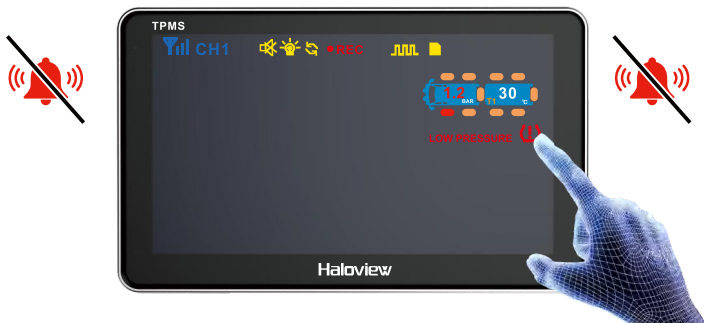 TPMS
CH1 REC
1.2 BAR T1 30 ℃
LOW PRESSURE
Haloview